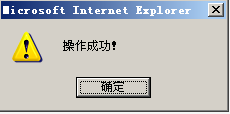 Microsoft Internet Explorer
操作成功!
确定